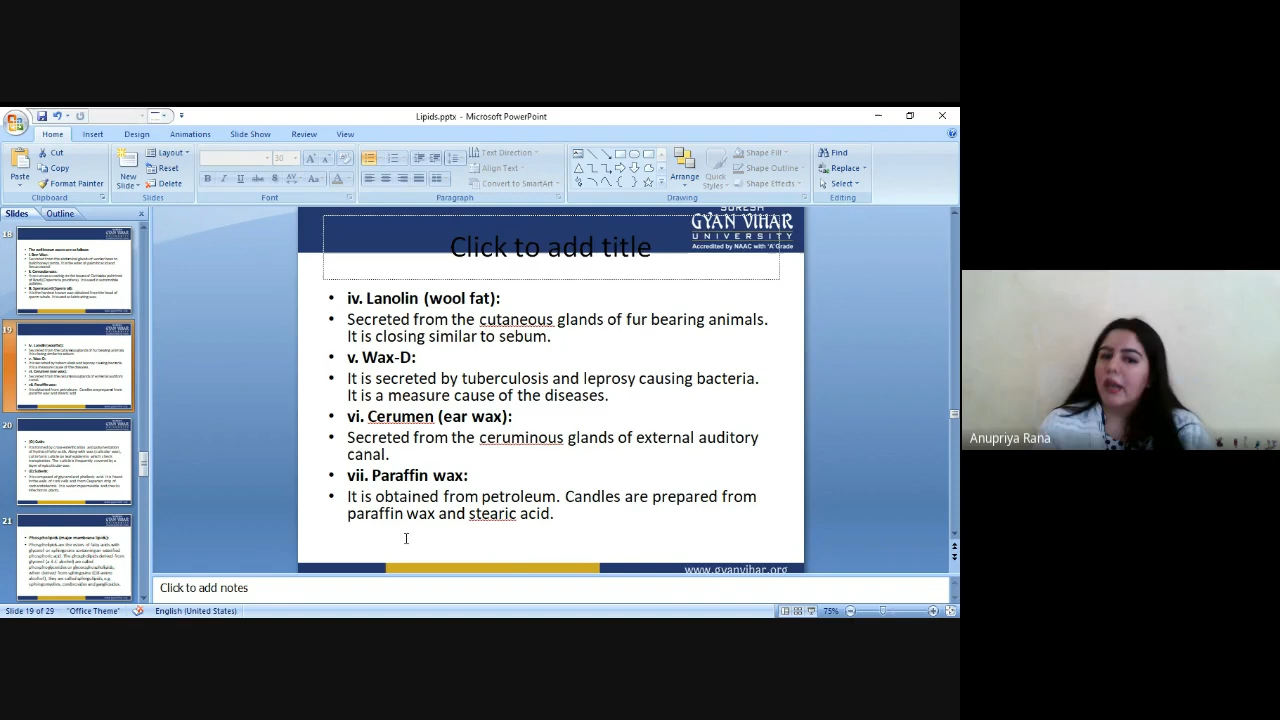 Lipids.pptx - Microsoft PowerPoint
Home Insert Design Animations Slide Show Review View
Paste
Cut
Copy
Format Painter
Clipboard
New Slide
Layout
Reset
Delete
Slides
30
Font
Text Direction
Align Text
Convert to SmartArt
Paragraph
Arrange
Quick Styles
Shape Fill
Shape Outline
Shape Effects
Drawing
Find
Replace
Select
Editing
Slides Outline
18
19
20
21
Click to add title
SURESH
GYAN VIHAR
UNIVERSITY
Accredited by NAAC with 'A' Grade
• iv. Lanolin (wool fat):
• Secreted from the cutaneous glands of fur bearing animals.
It is closing similar to sebum.
• v. Wax-D:
• It is secreted by tuberculosis and leprosy causing bacteria.
It is a measure cause of the diseases.
• vi. Cerumen (ear wax):
• Secreted from the ceruminous glands of external auditory
canal.
• vii. Paraffin wax:
• It is obtained from petroleum. Candles are prepared from
paraffin wax and stearic acid.
www.gyanvihar.org
Click to add notes
Slide 19 of 29 "Office Theme" English (United States) 75%
Anupriya Rana